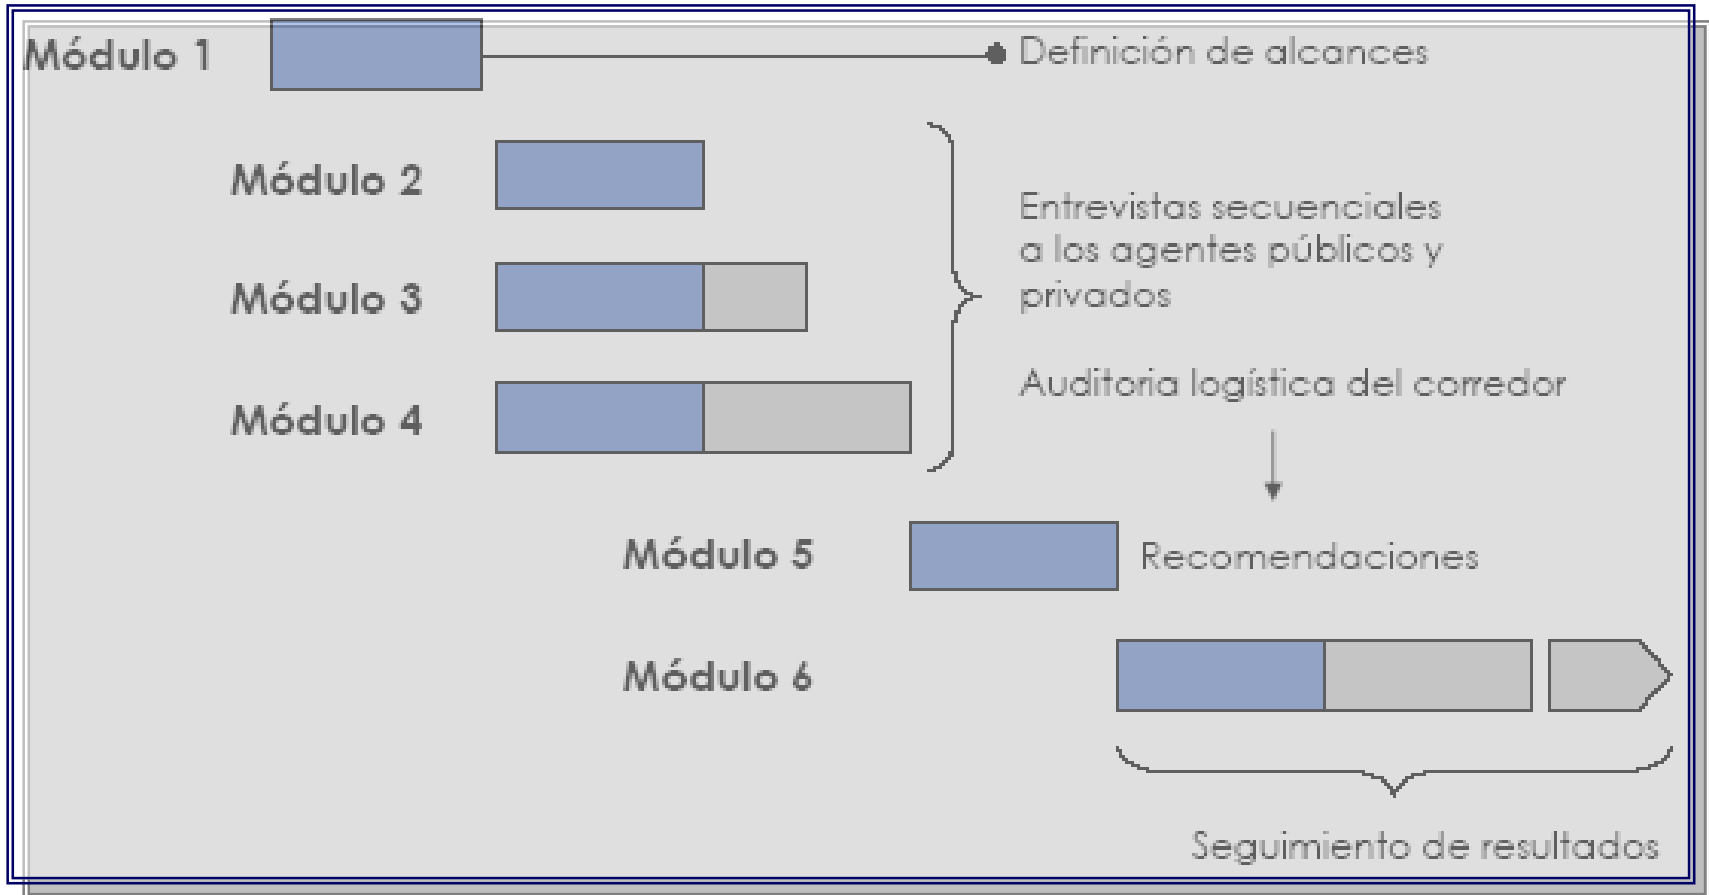 Módulo 1
Definición de alcances
Módulo 2
Módulo 3
Módulo 4
Entrevistas secuenciales
a los agentes públicos y
privados
Auditoria logística del corredor
Módulo 5
Recomendaciones
Módulo 6
Seguimiento de resultados